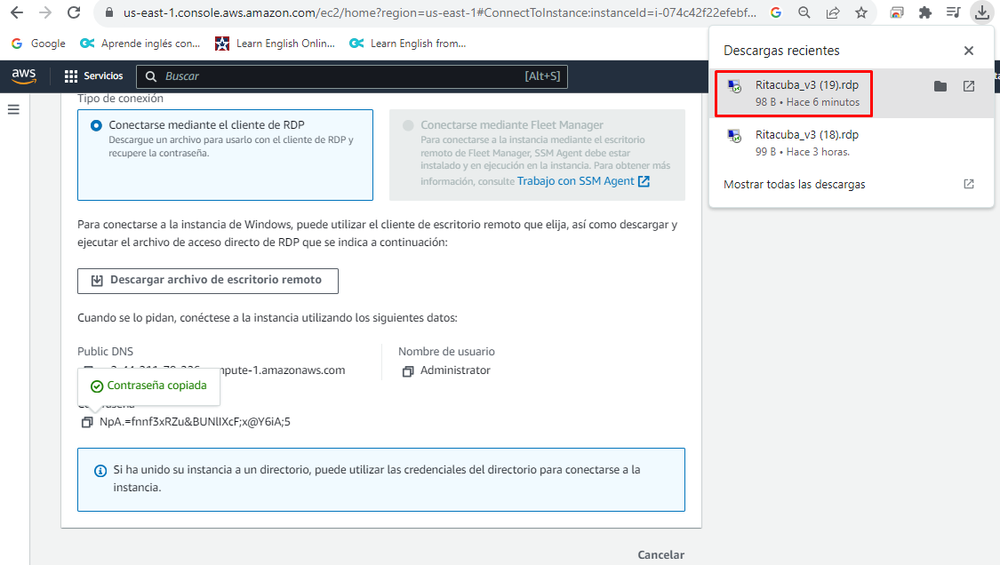 us-east-1.console.aws.amazon.com/ec2/home?region=us-east-1#ConnectToInstance:instanceId=i-074c42f22efebf...
Google
Aprende inglés con...
Learn English Onlin...
Learn English from...
aws
Servicios
Buscar
[Alt+S]
Descargas recientes
Ritacuba_v3 (19).rdp
98 B • Hace 6 minutos
Ritacuba_v3 (18).rdp
99 B • Hace 3 horas.
Mostrar todas las descargas
Tipo de conexión
Conectarse mediante el cliente de RDP
Descargue un archivo para usarlo con el cliente de RDP y
recupere la contraseña.
Conectarse mediante Fleet Manager
Para conectarse a la instancia mediante el escritorio
remoto de Fleet Manager, SSM Agent debe estar
instalado y en ejecución en la instancia. Para obtener más
información, consulte Trabajo con SSM Agent
Para conectarse a la instancia de Windows, puede utilizar el cliente de escritorio remoto que elija, así como descargar y
ejecutar el archivo de acceso directo de RDP que se indica a continuación:
Descargar archivo de escritorio remoto
Cuando se lo pidan, conéctese a la instancia utilizando los siguientes datos:
Public DNS
mpute-1.amazonaws.com
Nombre de usuario
Administrator
Contraseña copiada
NpA.=fnnf3xRZu&BUNlIXcF;x@Y6iA;5
Si ha unido su instancia a un directorio, puede utilizar las credenciales del directorio para conectarse a la
instancia.
Cancelar